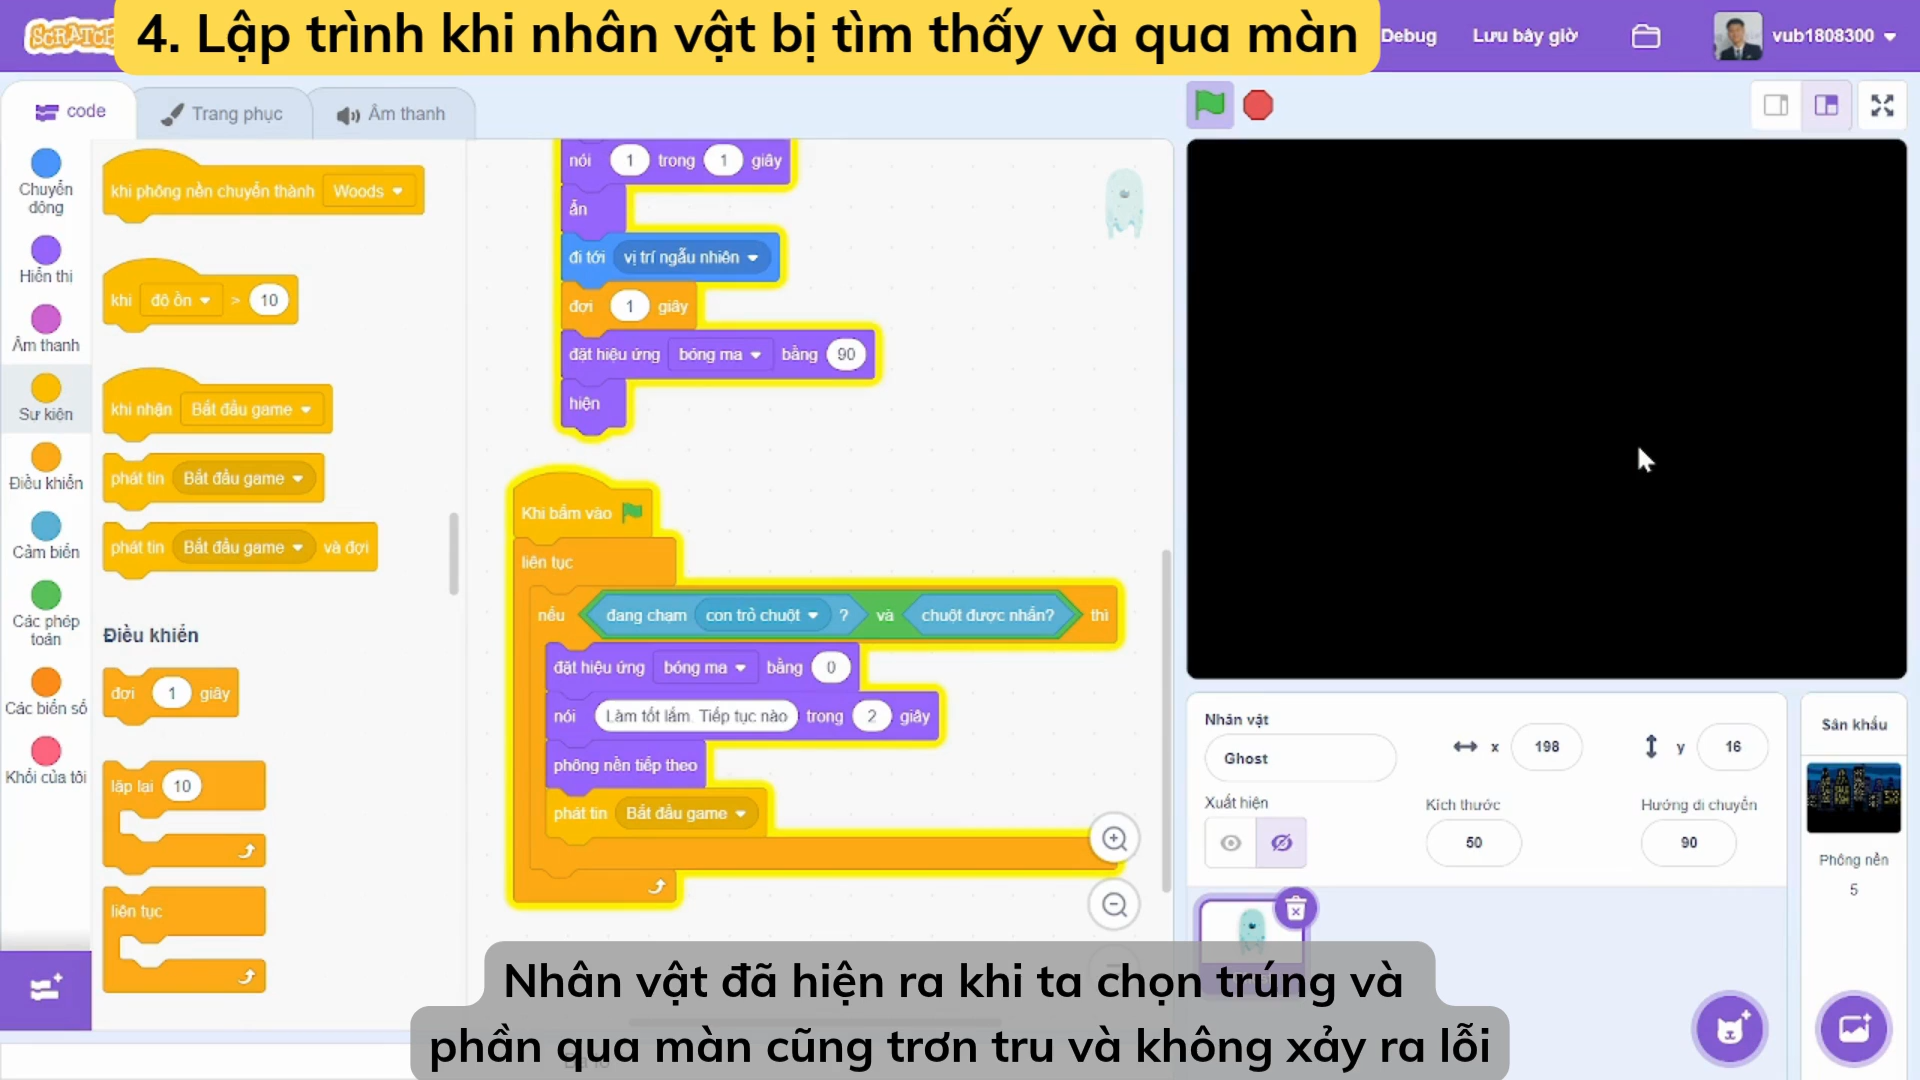 SCRATCH
4. Lập trình khi nhân vật bị tìm thấy và qua màn
Debug
Lưu bây giờ
vub1808300
code
Trang phục
Âm thanh
Chuyển động
Hiển thị
Âm thanh
Sự kiện
Điều khiển
Cảm biến
Các phép toán
Các biến số
Khối của tôi
khi phông nền chuyển thành Woods
khi độ ồn > 10
khi nhận Bắt đầu game
phát tin Bắt đầu game
phát tin Bắt đầu game và đợi
Điều khiển
đợi 1 giây
lặp lại 10
liên tục
nói 1 trong 1 giây
ẩn
đi tới vị trí ngẫu nhiên
đợi 1 giây
đặt hiệu ứng bóng ma bằng 90
hiện
Khi bấm vào
liên tục
nếu đang chạm con trỏ chuột ? và chuột được nhấn? thì
đặt hiệu ứng bóng ma bằng 0
nói Làm tốt lắm. Tiếp tục nào trong 2 giây
phông nền tiếp theo
phát tin Bắt đầu game
Nhân vật
Ghost
x 198
y 16
Xuất hiện
Kích thước
50
Hướng di chuyển
90
Sân khấu
Phông nền
5
Nhân vật đã hiện ra khi ta chọn trúng và
phần qua màn cũng trơn tru và không xảy ra lỗi